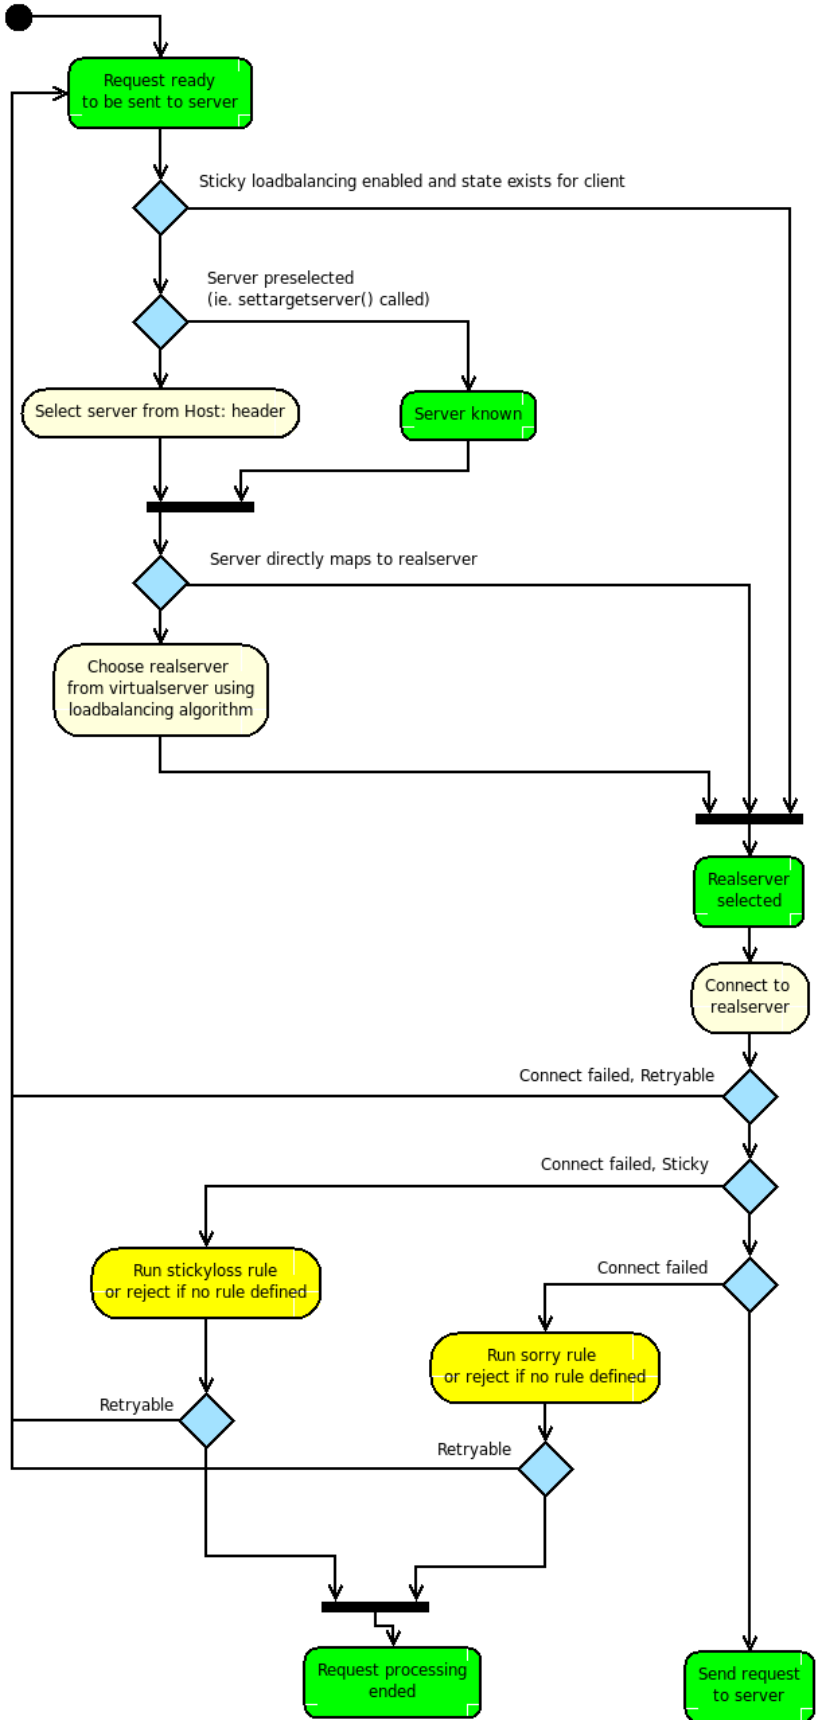 Request ready
to be sent to server
Sticky loadbalancing enabled and state exists for client
Server preselected
(ie. settargetserver() called)
Select server from Host: header
Server known
Server directly maps to realserver
Choose realserver
from virtualserver using
loadbalancing algorithm
Realserver
selected
Connect to
realserver
Connect failed, Retryable
Connect failed, Sticky
Run stickyloss rule
or reject if no rule defined
Connect failed
Run sorry rule
or reject if no rule defined
Retryable
Retryable
Request processing
ended
Send request
to server